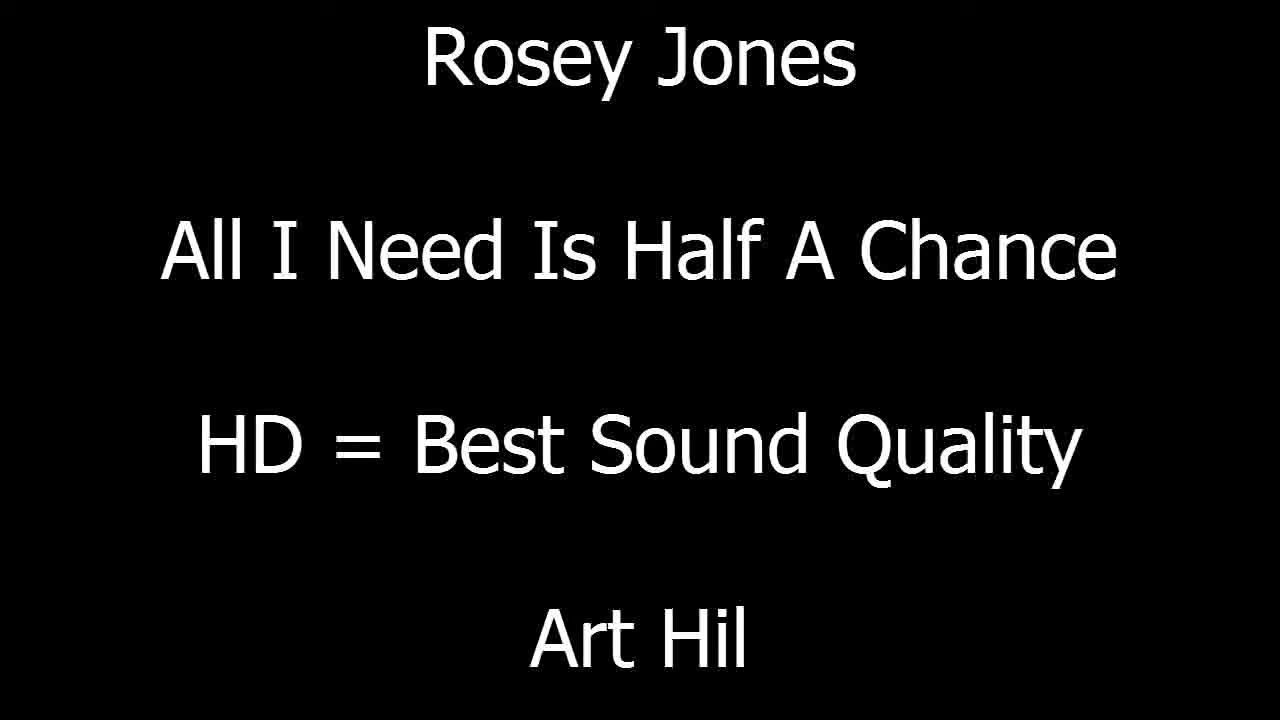 Rosey Jones
All I Need Is Half A Chance
HD = Best Sound Quality
Art Hil